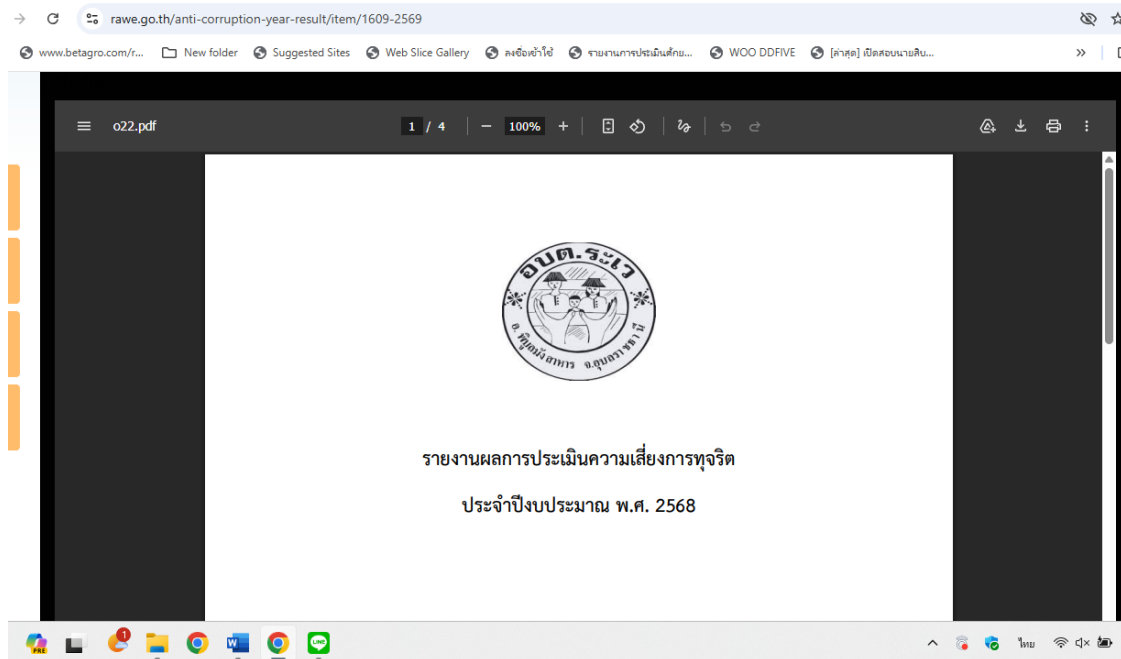 rawe.go.th/anti-corruption-year-result/item/1609-2569
www.betagro.com/r... New folder Suggested Sites Web Slice Gallery ลงชื่อเข้าใช้ รายงานการประเมินศักย... WOO DDFIVE [ล่าสุด] เปิดสอบนายสิบ... »
o22.pdf 1 / 4 − 100% +
อบต.ระเว
อ. พิบูลมังสาหาร จ.อุบลราชธานี
รายงานผลการประเมินความเสี่ยงการทุจริต
ประจำปีงบประมาณ พ.ศ. 2568
PRE 1 W LINE ไทย